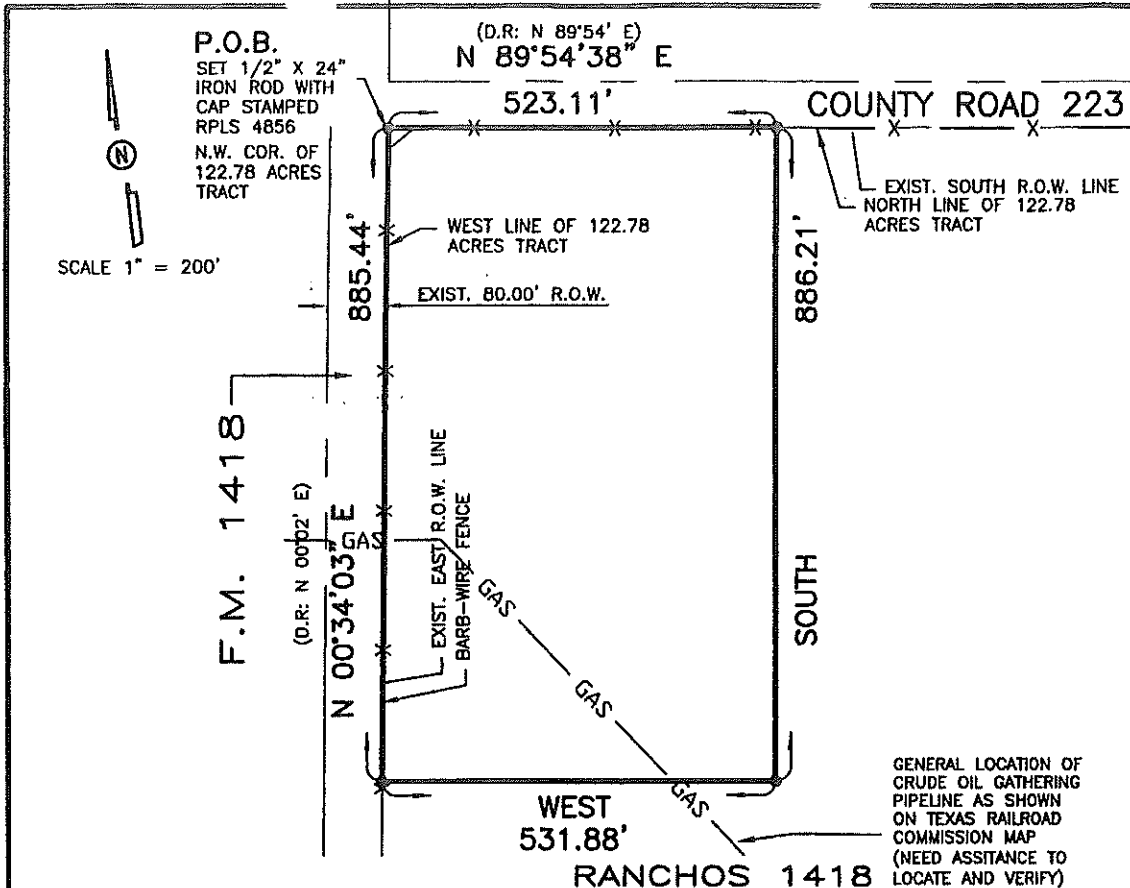 P.O.B.
SET 1/2" X 24"
IRON ROD WITH
CAP STAMPED
RPLS 4856
N.W. COR. OF
122.78 ACRES
TRACT
N
SCALE 1" = 200'
(D.R: N 89°54' E)
N 89°54'38" E
523.11'
COUNTY ROAD 223
EXIST. SOUTH R.O.W. LINE
NORTH LINE OF 122.78
ACRES TRACT
WEST LINE OF 122.78
ACRES TRACT
885.44'
EXIST. 80.00' R.O.W.
886.21'
F.M. 1418
(D.R: N 00°02' E)
N 00°34'03" E
EXIST. EAST R.O.W. LINE
BARB-WIRE FENCE
GAS
GAS
GAS
GAS
SOUTH
WEST
531.88'
RANCHOS 1418
GENERAL LOCATION OF
CRUDE OIL GATHERING
PIPELINE AS SHOWN
ON TEXAS RAILROAD
COMMISSION MAP
(NEED ASSITANCE TO
LOCATE AND VERIFY)